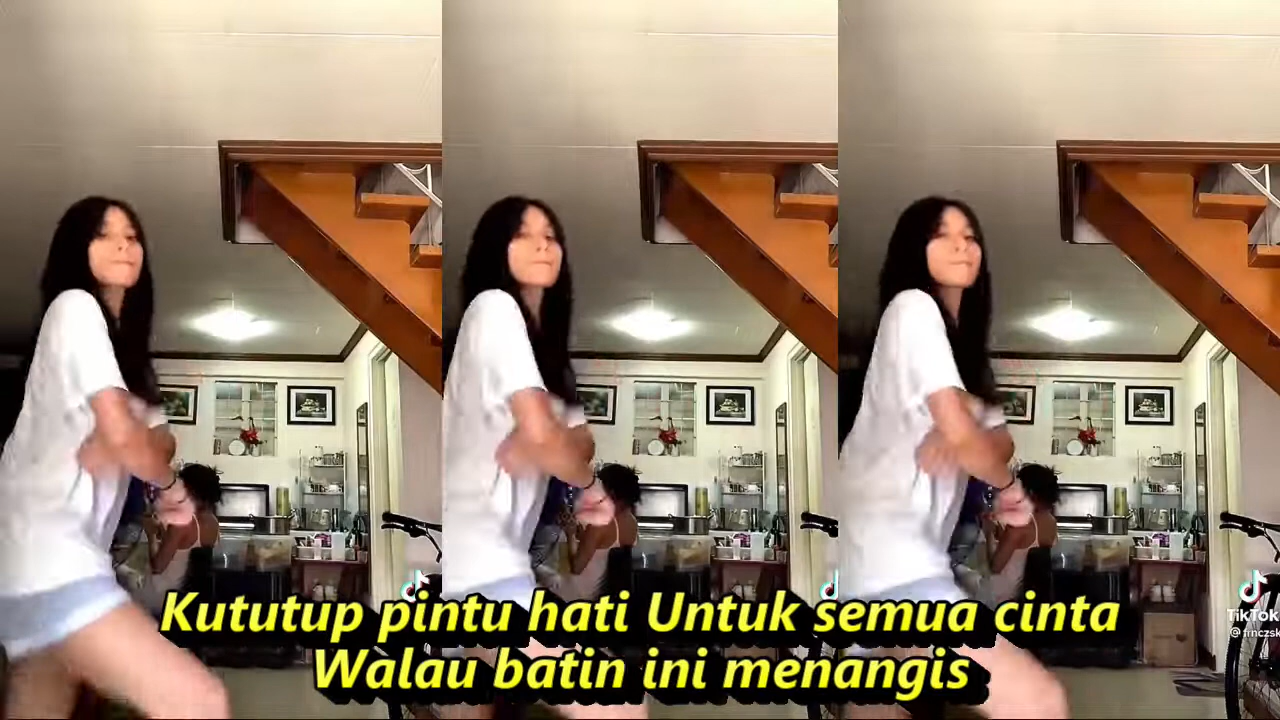 Kututup pintu hati Untuk semua cinta
Walau batin ini menangis
TikTok